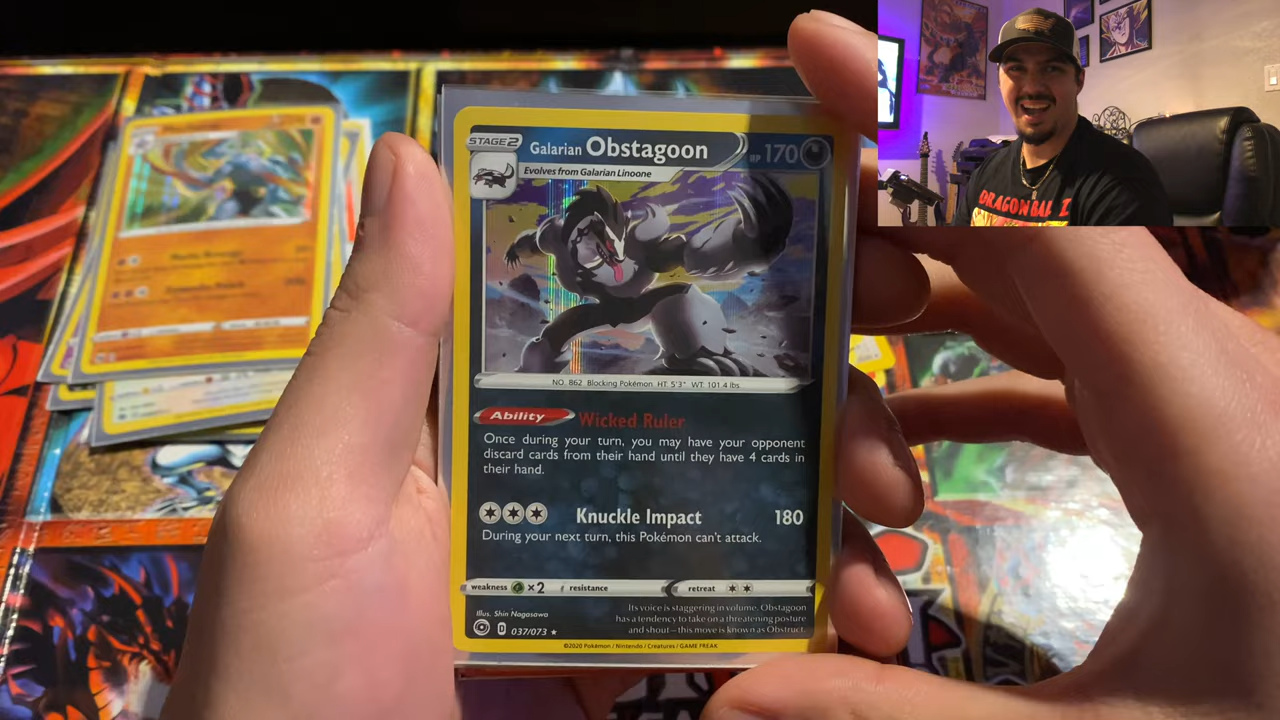 STAGE 2
Galarian Obstagoon
HP 170
Evolves from Galarian Linoone
NO. 862 Blocking Pokémon HT: 5'3" WT: 101.4 lbs.
Ability Wicked Ruler
Once during your turn, you may have your opponent
discard cards from their hand until they have 4 cards in
their hand.
Knuckle Impact 180
During your next turn, this Pokémon can't attack.
weakness ×2 resistance retreat
Illus. Shin Nagasawa
Its voice is staggering in volume. Obstagoon
has a tendency to take on a threatening posture
and shout—this move is known as Obstruct.
D 037/073 ★
©2020 Pokémon / Nintendo / Creatures / GAME FREAK
DRAGON BALL Z